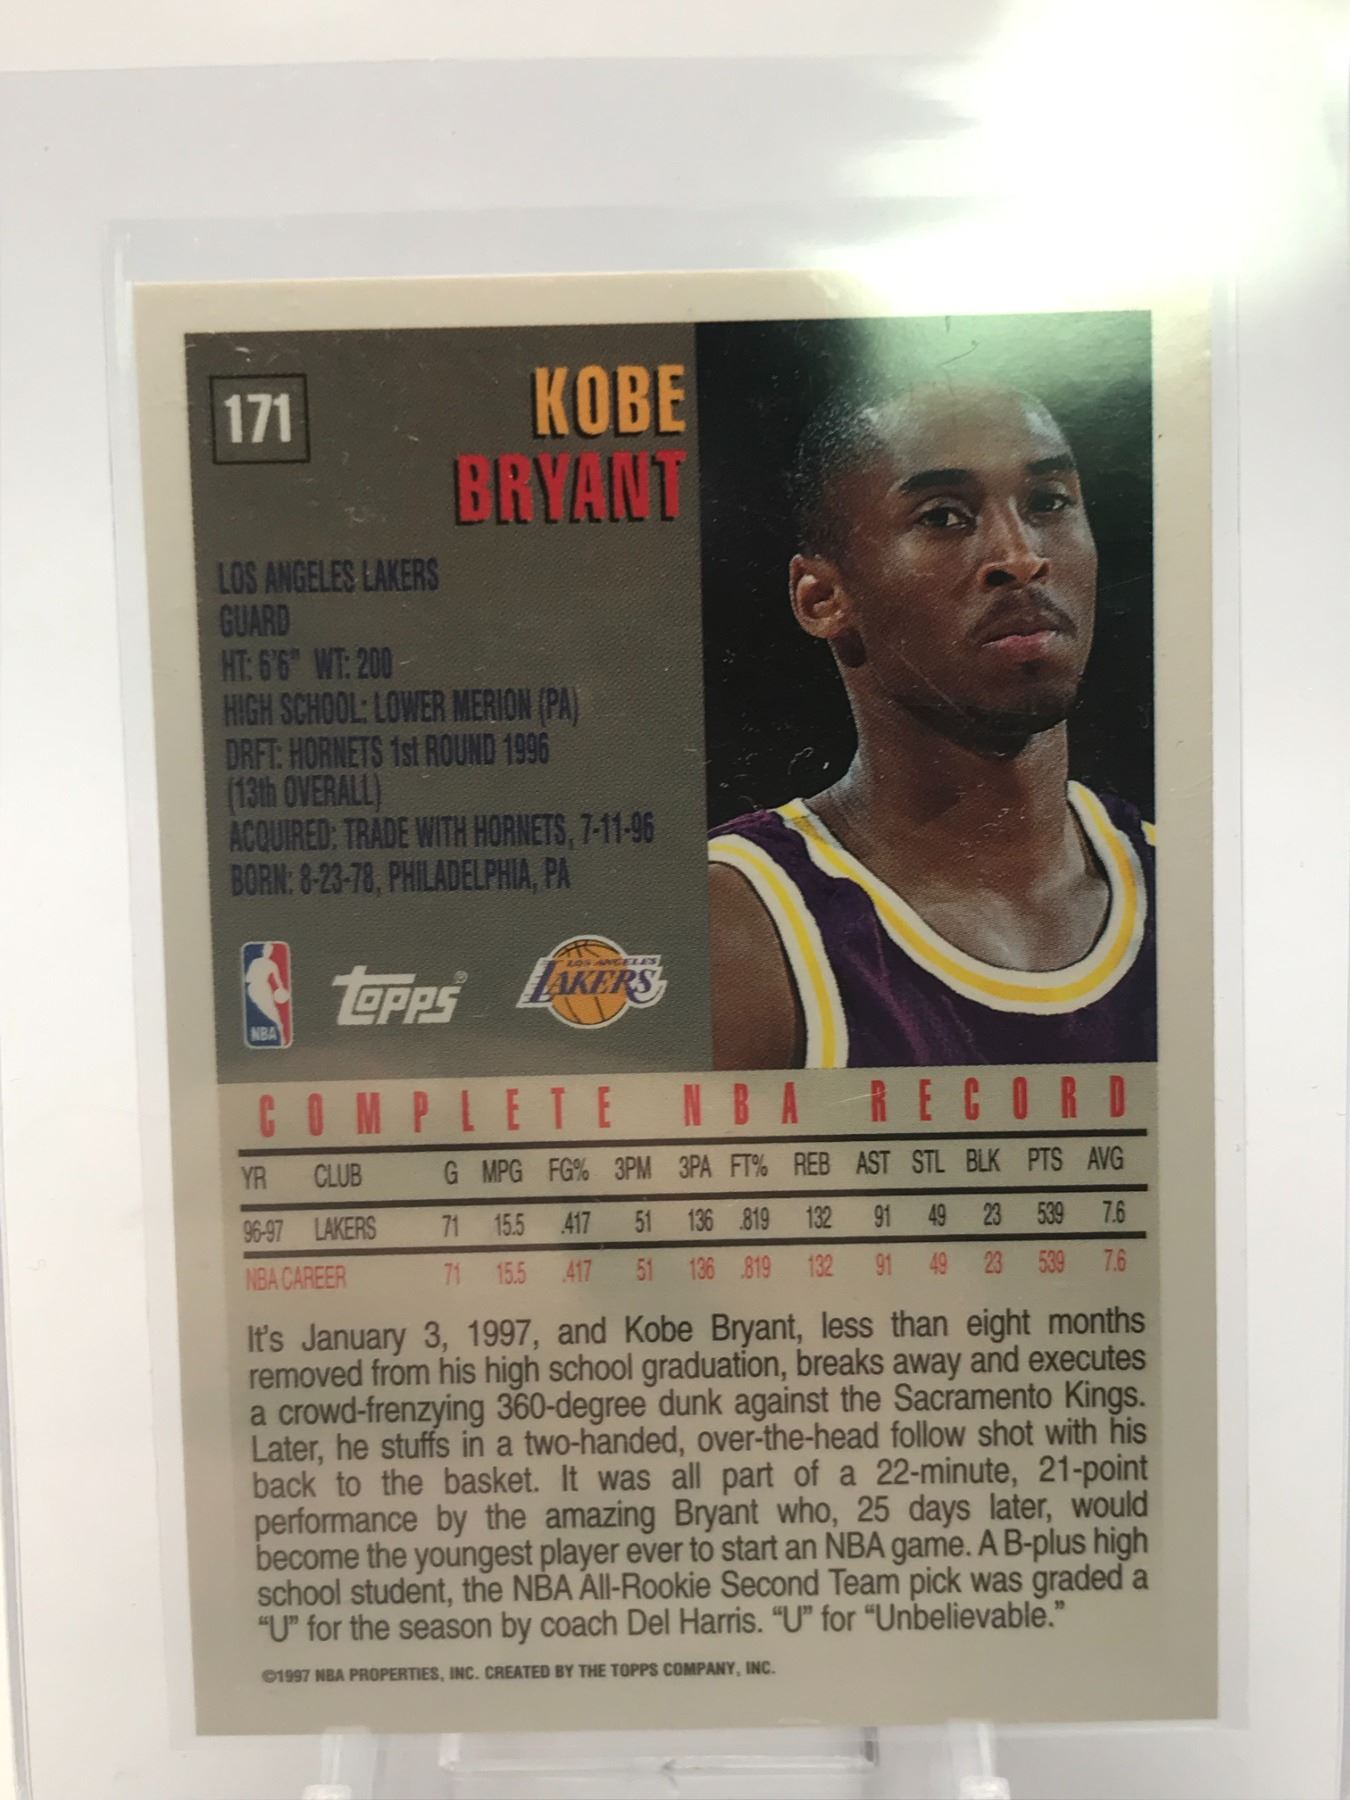 171
KOBE
BRYANT
LOS ANGELES LAKERS
GUARD
HT: 6'6" WT: 200
HIGH SCHOOL: LOWER MERION (PA)
DRFT: HORNETS 1st ROUND 1996
(13th OVERALL)
ACQUIRED: TRADE WITH HORNETS, 7-11-96
BORN: 8-23-78, PHILADELPHIA, PA
NBA
TOPPS®
LOS ANGELES
LAKERS
COMPLETE NBA RECORD
YR CLUB G MPG FG% 3PM 3PA FT% REB AST STL BLK PTS AVG
96-97 LAKERS 71 15.5 .417 51 136 .819 132 91 49 23 539 7.6
NBA CAREER 71 15.5 .417 51 136 .819 132 91 49 23 539 7.6
It's January 3, 1997, and Kobe Bryant, less than eight months
removed from his high school graduation, breaks away and executes
a crowd-frenzying 360-degree dunk against the Sacramento Kings.
Later, he stuffs in a two-handed, over-the-head follow shot with his
back to the basket. It was all part of a 22-minute, 21-point
performance by the amazing Bryant who, 25 days later, would
become the youngest player ever to start an NBA game. A B-plus high
school student, the NBA All-Rookie Second Team pick was graded a
"U" for the season by coach Del Harris. "U" for "Unbelievable."
©1997 NBA PROPERTIES, INC. CREATED BY THE TOPPS COMPANY, INC.